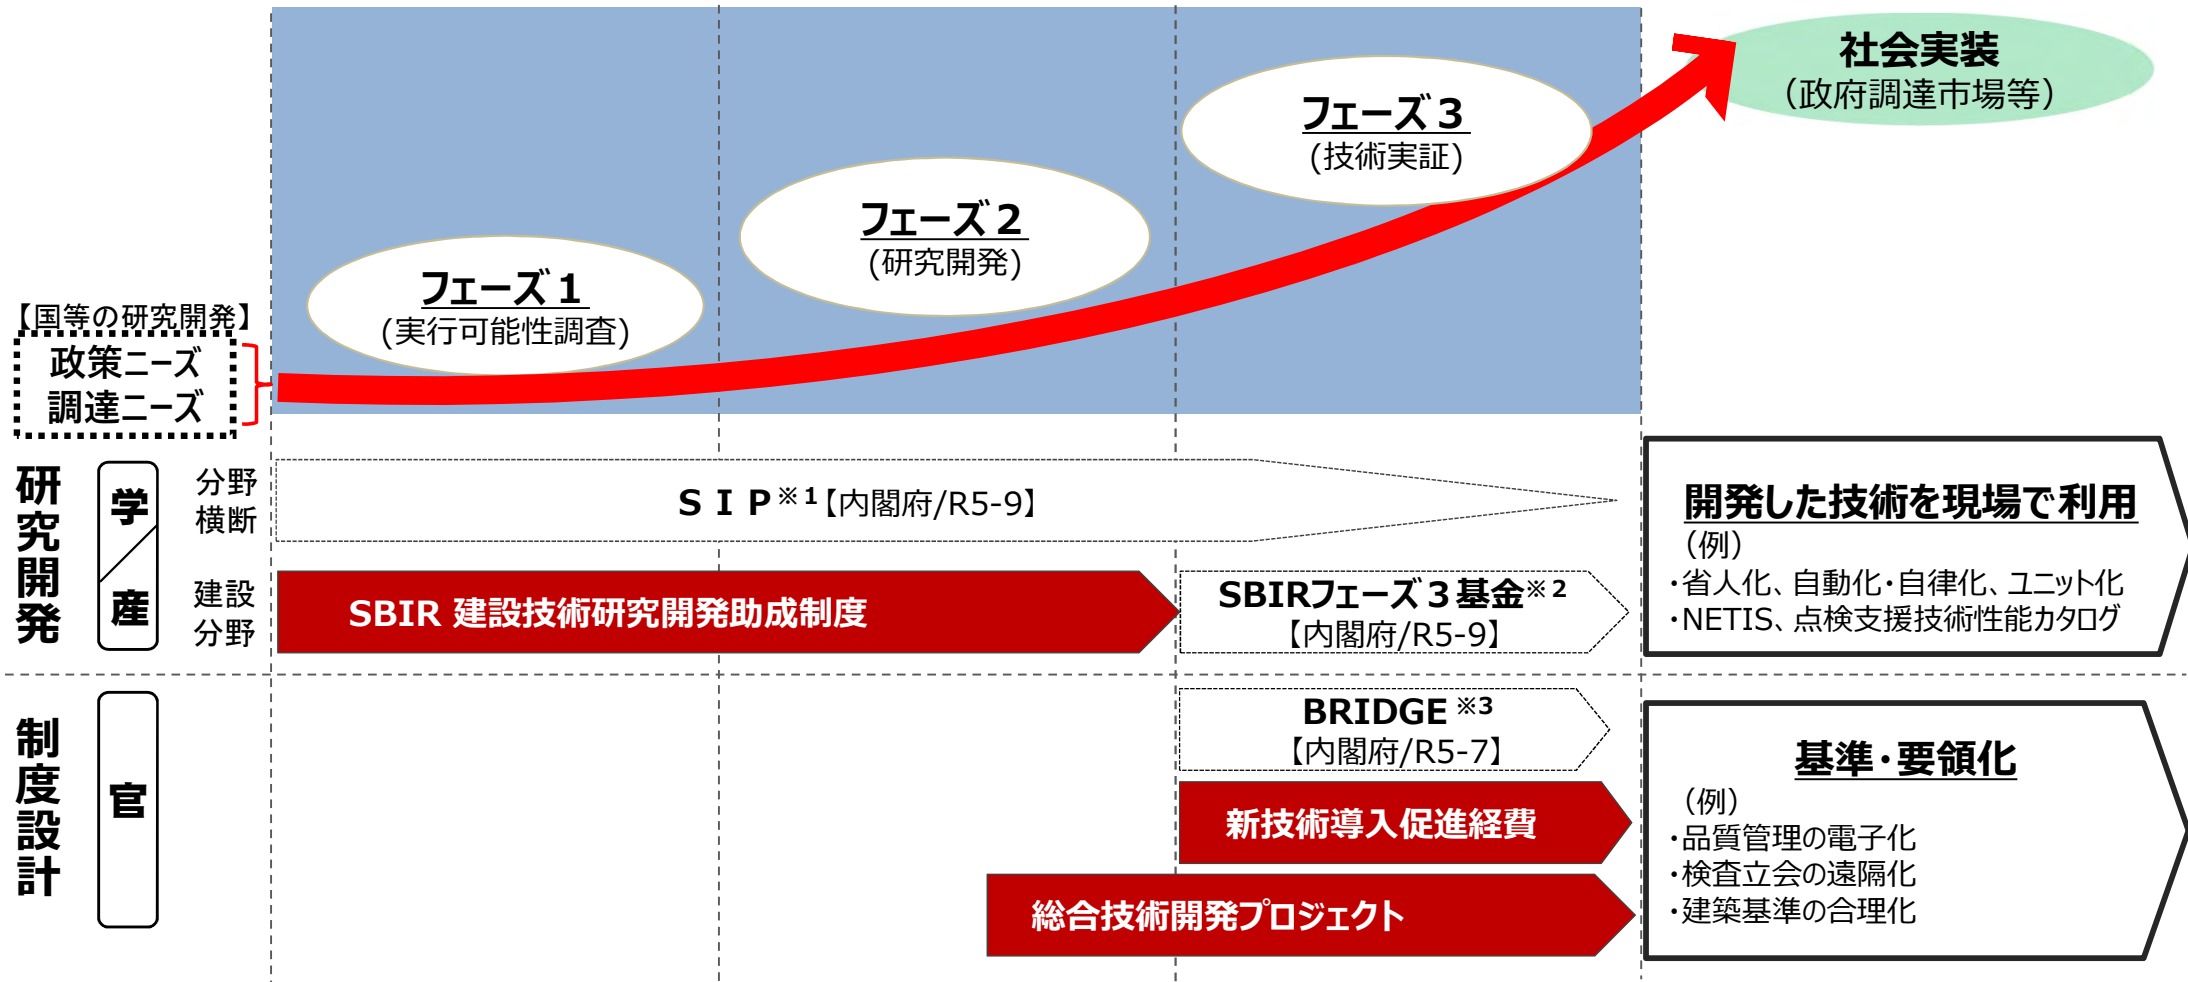 社会実装
（政府調達市場等）
フェーズ３
(技術実証)
フェーズ２
(研究開発)
フェーズ１
(実行可能性調査)
【国等の研究開発】
政策ニーズ
調達ニーズ
研究開発
学
産
分野
横断
ＳＩＰ※1【内閣府/R5-9】
建設
分野
SBIR 建設技術研究開発助成制度
SBIRフェーズ３基金※２
【内閣府/R5-9】
開発した技術を現場で利用
（例）
・省人化、自動化・自律化、ユニット化
・NETIS、点検支援技術性能カタログ
制度設計
官
BRIDGE ※3
【内閣府/R5-7】
新技術導入促進経費
総合技術開発プロジェクト
基準・要領化
（例）
・品質管理の電子化
・検査立会の遠隔化
・建築基準の合理化